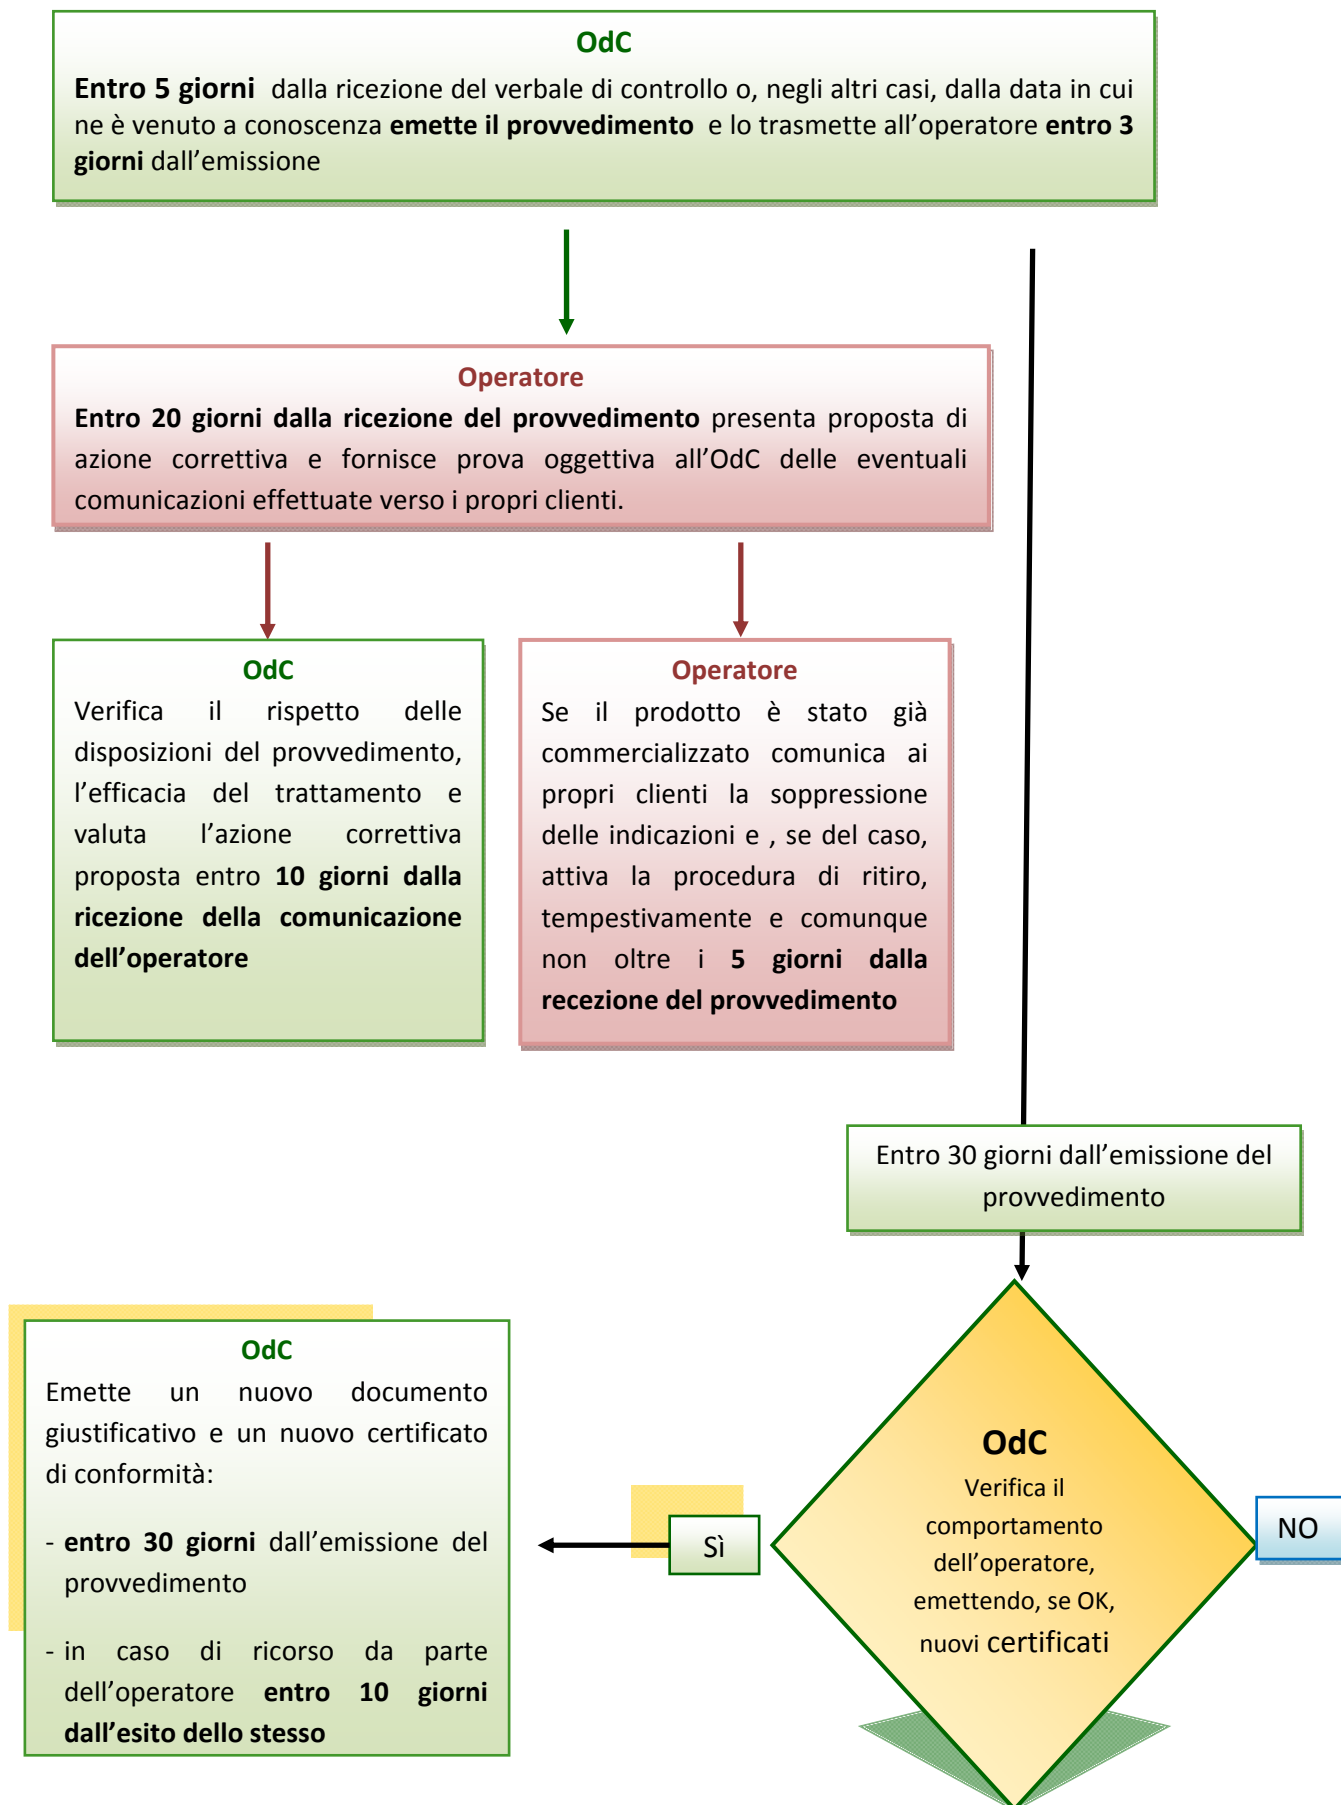 OdC
Entro 5 giorni dalla ricezione del verbale di controllo o, negli altri casi, dalla data in cui
ne è venuto a conoscenza emette il provvedimento e lo trasmette all’operatore entro 3
giorni dall’emissione
Operatore
Entro 20 giorni dalla ricezione del provvedimento presenta proposta di
azione correttiva e fornisce prova oggettiva all’OdC delle eventuali
comunicazioni effettuate verso i propri clienti.
OdC
Verifica il rispetto delle
disposizioni del provvedimento,
l’efficacia del trattamento e
valuta l’azione correttiva
proposta entro 10 giorni dalla
ricezione della comunicazione
dell’operatore
Operatore
Se il prodotto è stato già
commercializzato comunica ai
propri clienti la soppressione
delle indicazioni e , se del caso,
attiva la procedura di ritiro,
tempestivamente e comunque
non oltre i 5 giorni dalla
recezione del provvedimento
Entro 30 giorni dall’emissione del
provvedimento
OdC
Emette un nuovo documento
giustificativo e un nuovo certificato
di conformità:
- entro 30 giorni dall’emissione del
provvedimento
- in caso di ricorso da parte
dell’operatore entro 10 giorni
dall’esito dello stesso
Sì
OdC
Verifica il
comportamento
dell’operatore,
emettendo, se OK,
nuovi certificati
NO